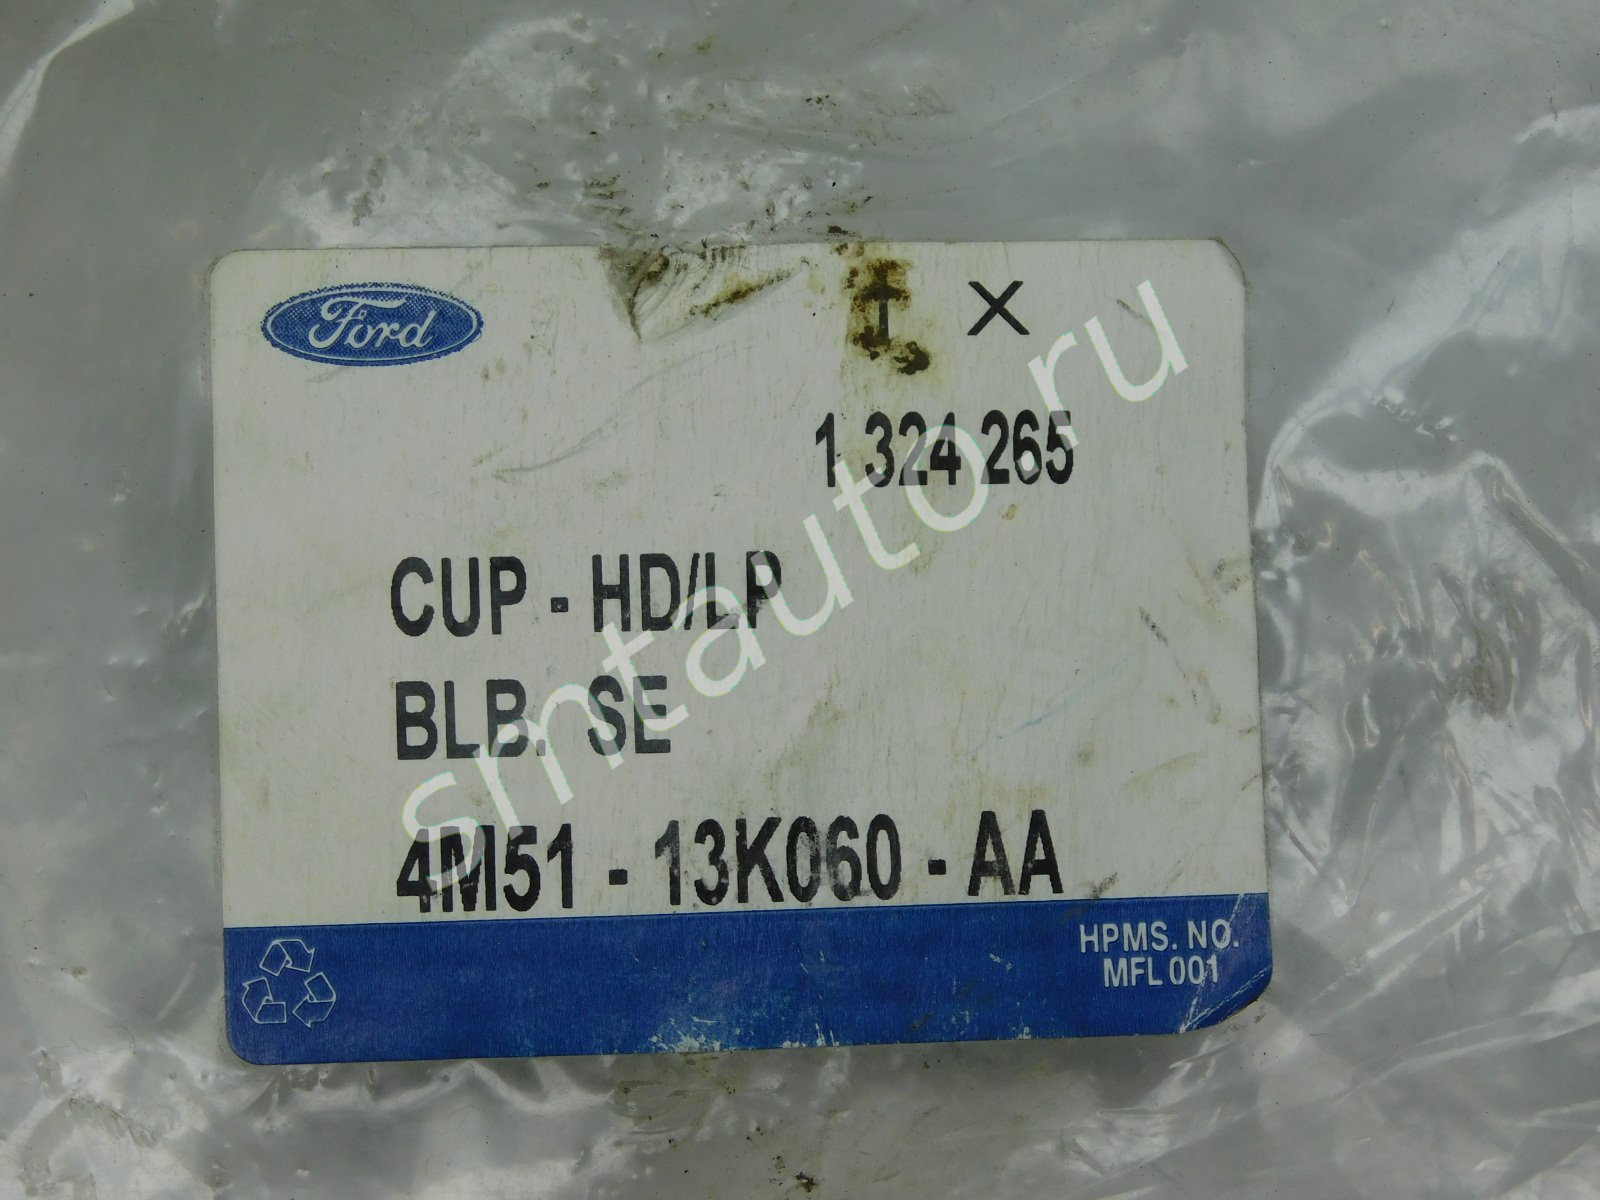 Ford
I X
1 324 265
CUP - HD/LP
BLB. SE
4M51 - 13K060 - AA
HPMS. NO.
MFL 001
smtauto.ru